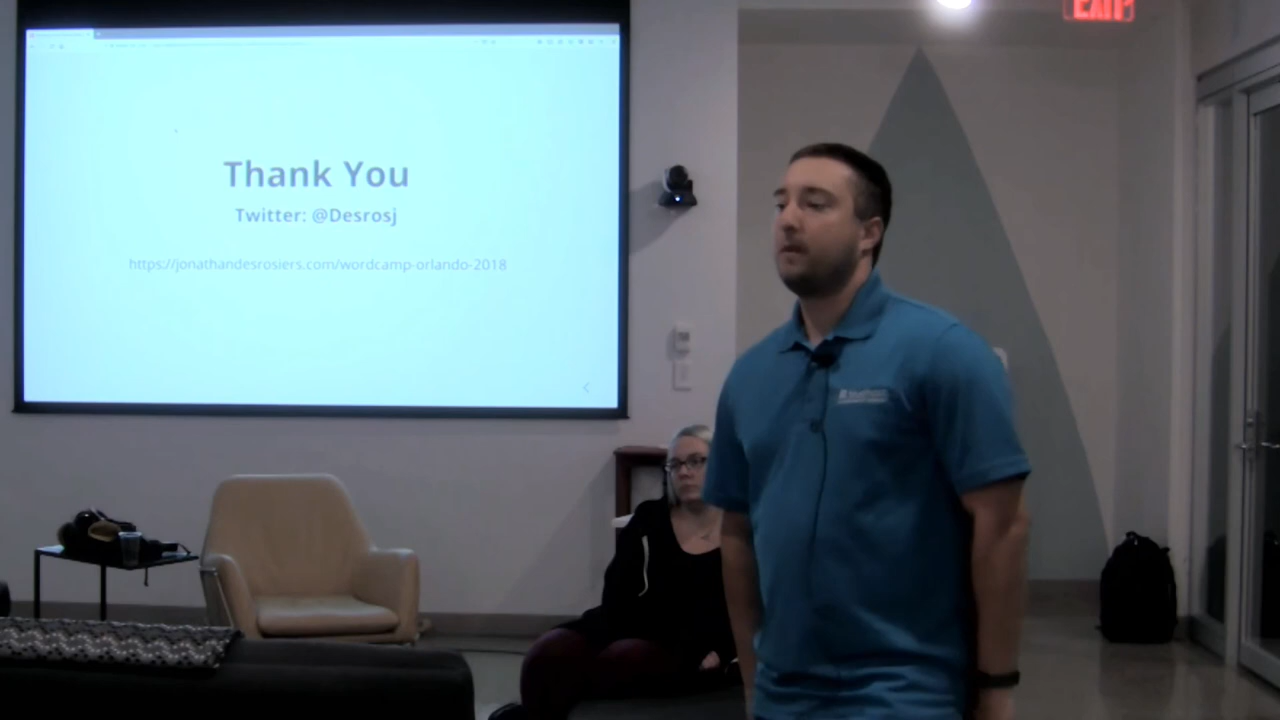 Thank You
Twitter: @Desrosj
https://jonathandesrosiers.com/wordcamp-orlando-2018
EXIT